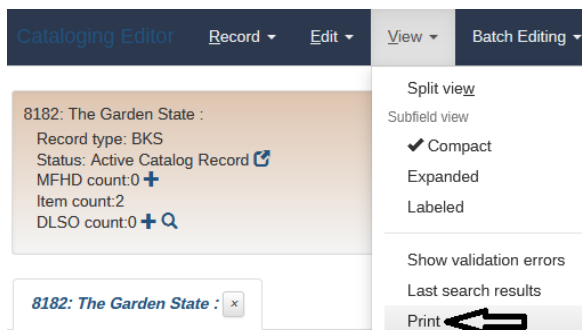 Cataloging Editor Record Edit View Batch Editing
Split view
Subfield view
Compact
Expanded
Labeled
Show validation errors
Last search results
Print
8182: The Garden State :
Record type: BKS
Status: Active Catalog Record
MFHD count:0
Item count:2
DLSO count:0
8182: The Garden State : ×